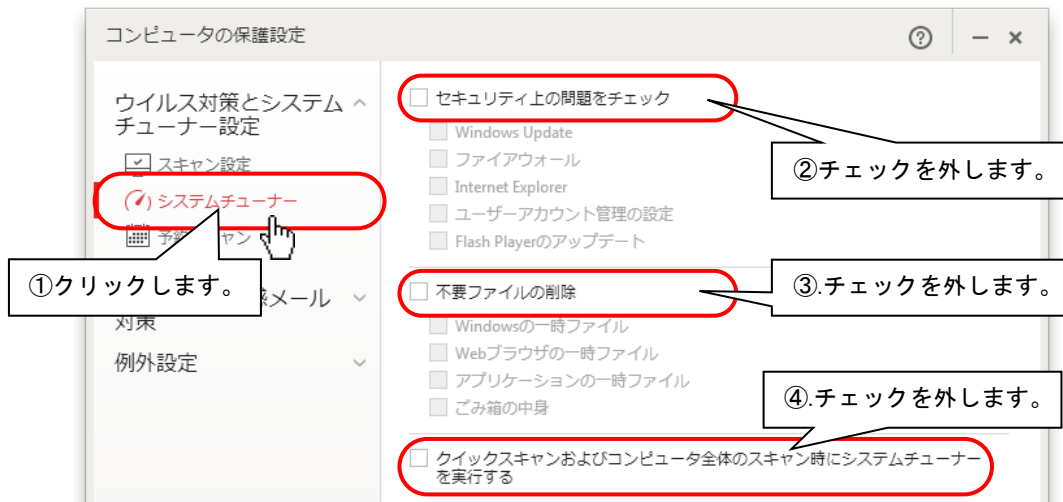 コンピュータの保護設定
ウイルス対策とシステム
チューナー設定
スキャン設定
システムチューナー
予約
ャン
①クリックします。
メール
対策
例外設定
セキュリティ上の問題をチェック
Windows Update
ファイアウォール
Internet Explorer
ユーザーアカウント管理の設定
Flash Playerのアップデート
②チェックを外します。
不要ファイルの削除
③.チェックを外します。
Windowsの一時ファイル
Webブラウザの一時ファイル
アプリケーションの一時ファイル
ごみ箱の中身
④.チェックを外します。
クイックスキャンおよびコンピュータ全体のスキャン時にシステムチューナー
を実行する